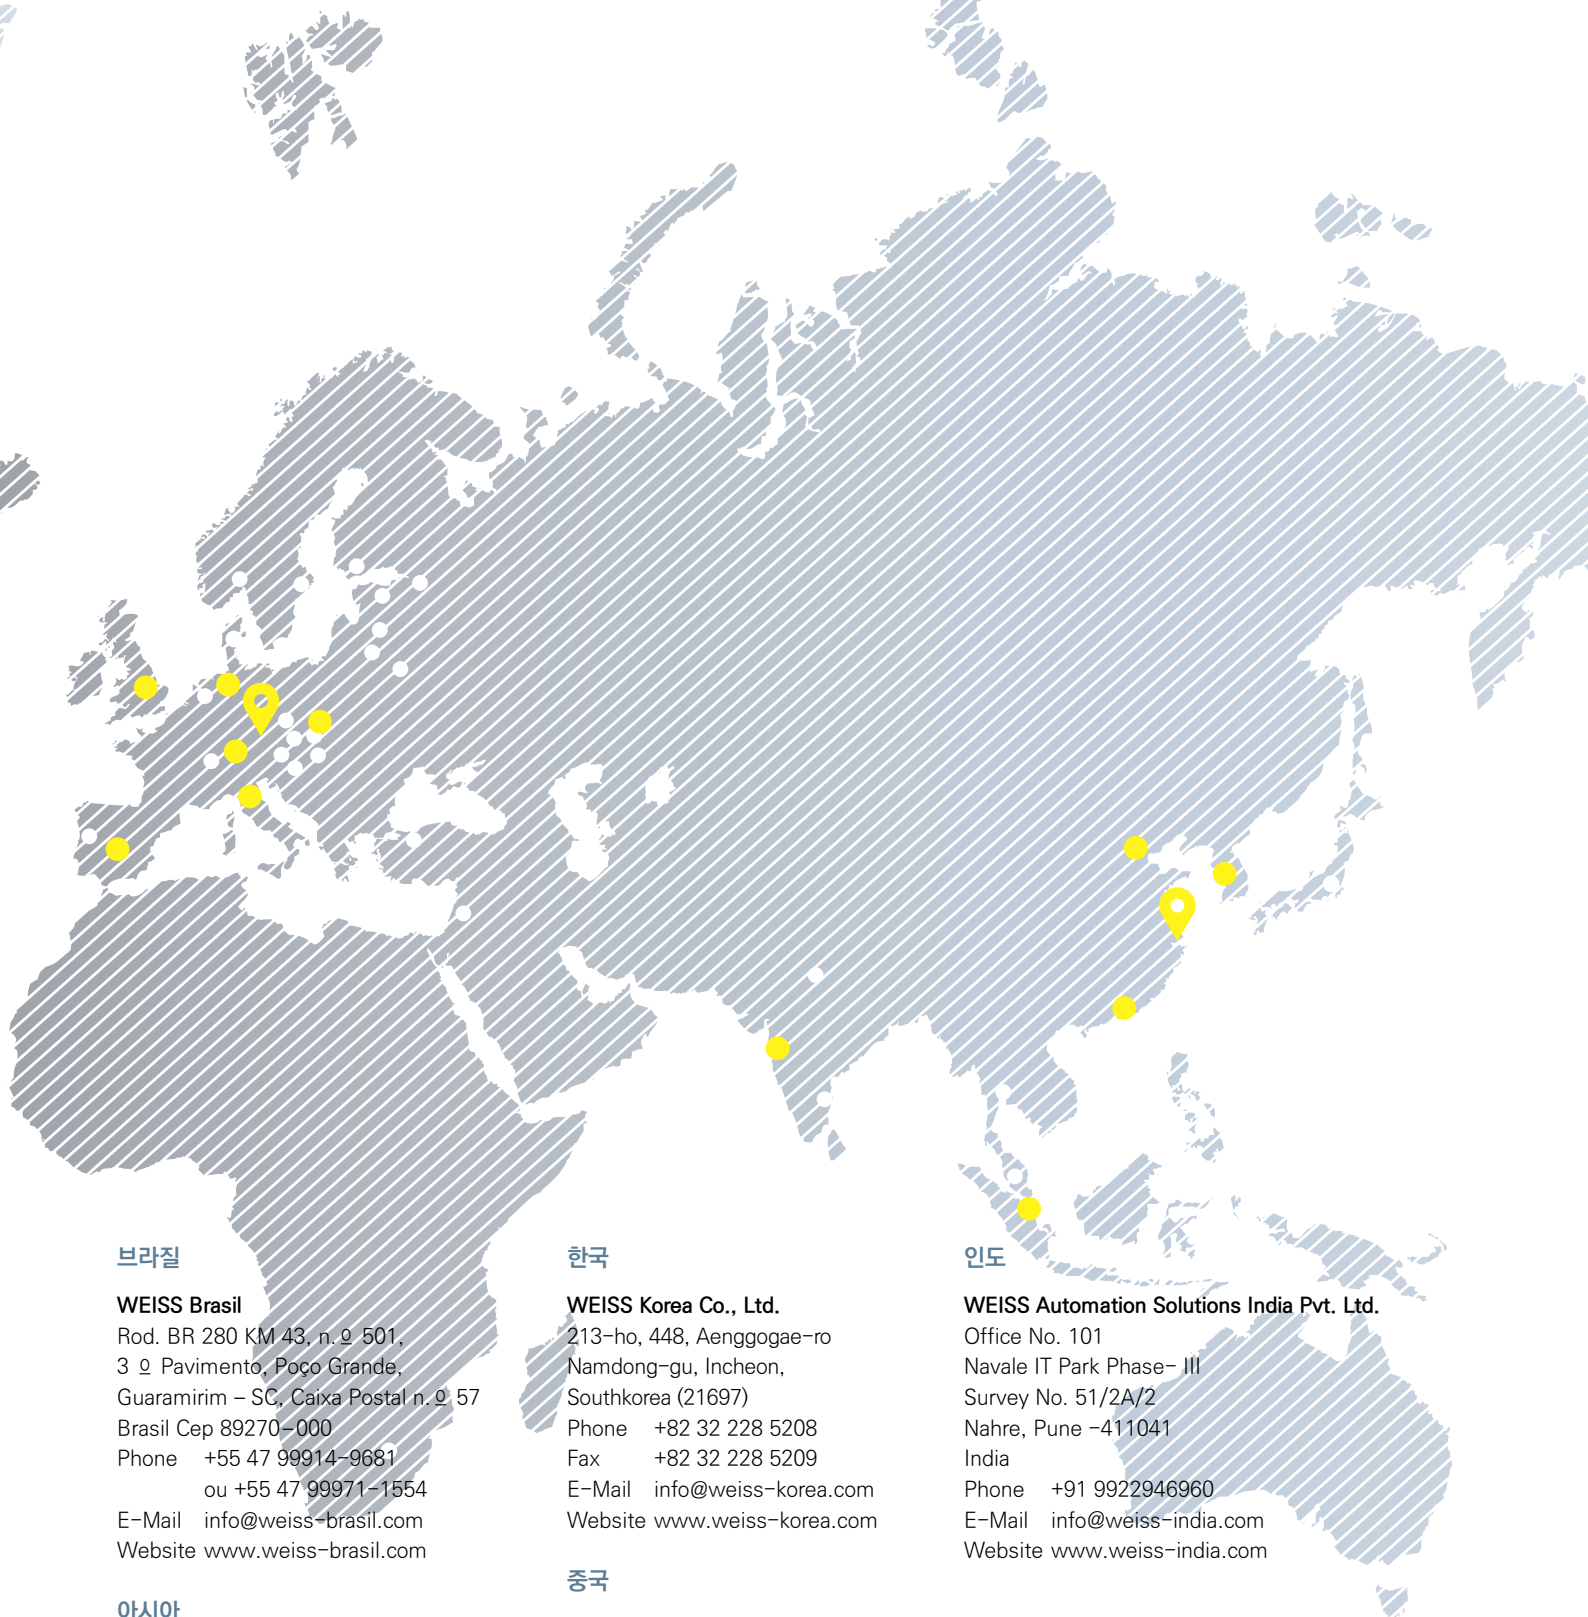 브라질
WEISS Brasil
Rod. BR 280 KM 43, n. º 501,
3 º Pavimento, Poço Grande,
Guaramirim – SC, Caixa Postal n. º 57
Brasil Cep 89270–000
Phone +55 47 99914-9681
ou +55 47 99971-1554
E-Mail info@weiss-brasil.com
Website www.weiss-brasil.com
아시아
한국
WEISS Korea Co., Ltd.
213-ho, 448, Aenggogae-ro
Namdong-gu, Incheon,
Southkorea (21697)
Phone +82 32 228 5208
Fax +82 32 228 5209
E-Mail info@weiss-korea.com
Website www.weiss-korea.com
중국
인도
WEISS Automation Solutions India Pvt. Ltd.
Office No. 101
Navale IT Park Phase- III
Survey No. 51/2A/2
Nahre, Pune -411041
India
Phone +91 9922946960
E-Mail info@weiss-india.com
Website www.weiss-india.com